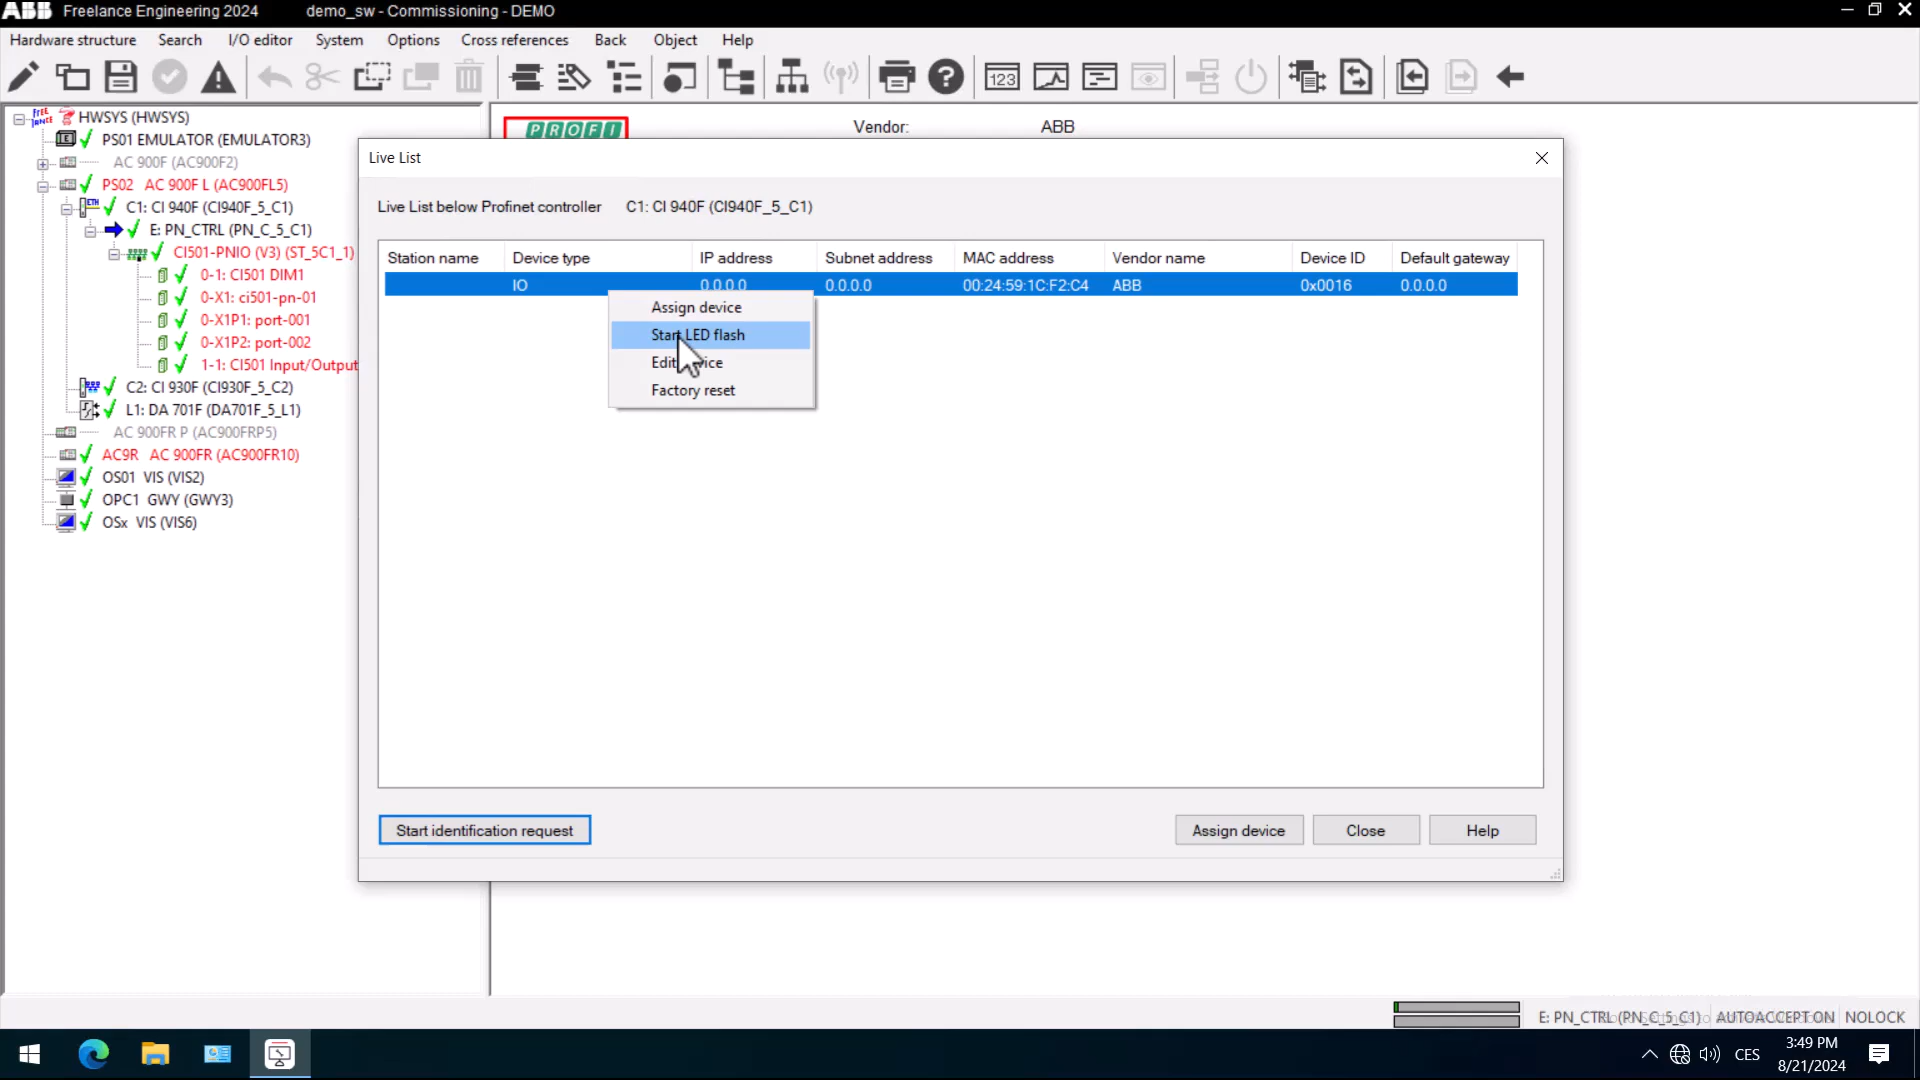 ABB Freelance Engineering 2024 demo_sw - Commissioning - DEMO
Hardware structure Search I/O editor System Options Cross references Back Object Help
123
HWSYS (HWSYS)
PS01 EMULATOR (EMULATOR3)
AC 900F (AC900F2)
PS02 AC 900F L (AC900FL5)
C1: CI 940F (CI940F_5_C1)
E: PN_CTRL (PN_C_5_C1)
CI501-PNIO (V3) (ST_5C1_1)
0-1: CI501 DIM1
0-X1: ci501-pn-01
0-X1P1: port-001
0-X1P2: port-002
1-1: CI501 Input/Output
C2: CI 930F (CI930F_5_C2)
L1: DA 701F (DA701F_5_L1)
AC 900FR P (AC900FRP5)
AC9R AC 900FR (AC900FR10)
OS01 VIS (VIS2)
OPC1 GWY (GWY3)
OSx VIS (VIS6)
PROFI
Vendor: ABB
Live List
Live List below Profinet controller C1: CI 940F (CI940F_5_C1)
Station name Device type IP address Subnet address MAC address Vendor name Device ID Default gateway
IO 0.0.0.0 0.0.0.0 00:24:59:1C:F2:C4 ABB 0x0016 0.0.0.0
Assign device
Start LED flash
Edit device
Factory reset
Start identification request Assign device Close Help
E: PN_CTRL (PN_C_5_C1) AUTOACCEPT ON NOLOCK
CES
3:49 PM
8/21/2024